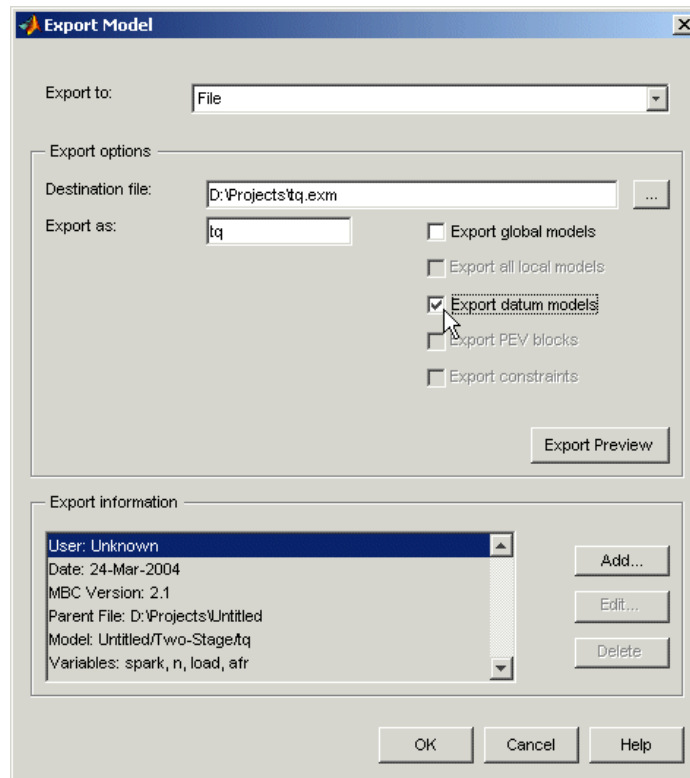 Export Model
Export to:
File
Export options
Destination file:
D:\Projects\tq.exm
...
Export as:
tq
Export global models
Export all local models
Export datum models
Export PEV blocks
Export constraints
Export Preview
Export information
User: Unknown
Date: 24-Mar-2004
MBC Version: 2.1
Parent File: D:\Projects\Untitled
Model: Untitled/Two-Stage/tq
Variables: spark, n, load, afr
Add...
Edit...
Delete
OK
Cancel
Help